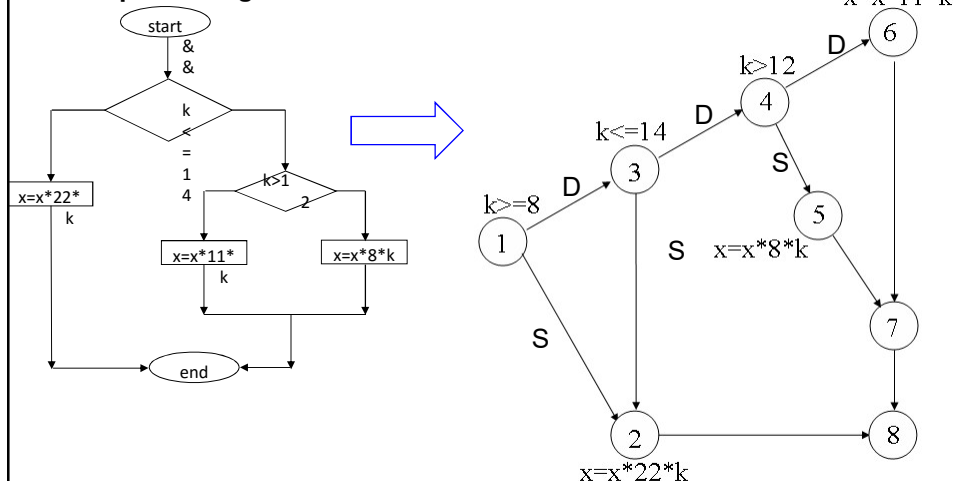 start
&
&
k
<
=
1
4
x=x*22*
k
k>1
2
x=x*11*
k
x=x*8*k
end
6
D
k>12
4
D
k<=14
3
S
5
D
k>=8
1
S
x=x*8*k
7
S
2
8
x=x*22*k